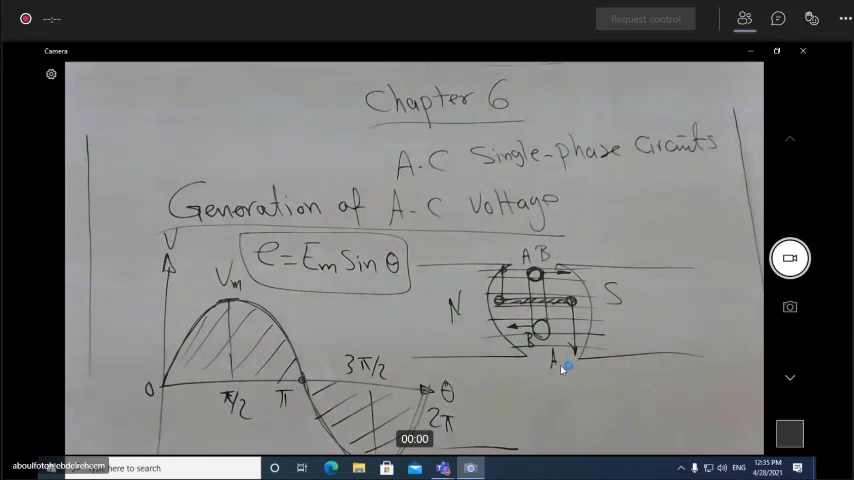 Request control
Camera
Chapter 6
A-C Single-phase Circuits
Generation of A-C Voltage
V
e = Em Sin θ
A B
Vm
N
S
B
A
3π/2
0
π/2
π
θ
2π
00:00
aboulfotoh ebdelreheem
here to search
ENG
12:35 PM
4/28/2021